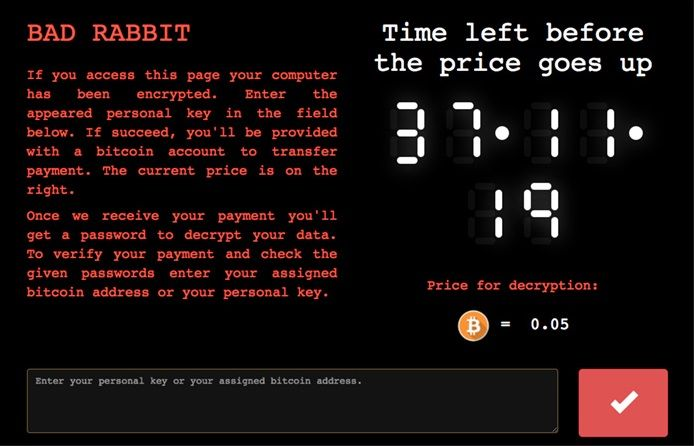 BAD RABBIT
If you access this page your computer
has been encrypted. Enter the
appeared personal key in the field
below. If succeed, you'll be provided
with a bitcoin account to transfer
payment. The current price is on the
right.
Once we receive your payment you'll
get a password to decrypt your data.
To verify your payment and check the
given passwords enter your assigned
bitcoin address or your personal key.
Time left before
the price goes up
37•11•
19
Price for decryption:
₿ = 0.05
Enter your personal key or your assigned bitcoin address.